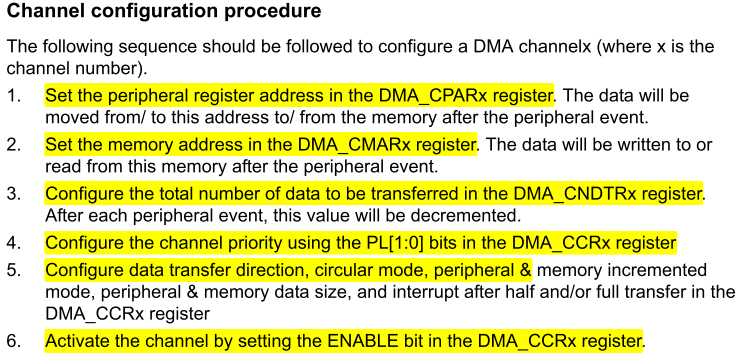 Channel configuration procedure
The following sequence should be followed to configure a DMA channelx (where x is the
channel number).
1. Set the peripheral register address in the DMA_CPARx register. The data will be
moved from/ to this address to/ from the memory after the peripheral event.
2. Set the memory address in the DMA_CMARx register. The data will be written to or
read from this memory after the peripheral event.
3. Configure the total number of data to be transferred in the DMA_CNDTRx register.
After each peripheral event, this value will be decremented.
4. Configure the channel priority using the PL[1:0] bits in the DMA_CCRx register
5. Configure data transfer direction, circular mode, peripheral & memory incremented
mode, peripheral & memory data size, and interrupt after half and/or full transfer in the
DMA_CCRx register
6. Activate the channel by setting the ENABLE bit in the DMA_CCRx register.